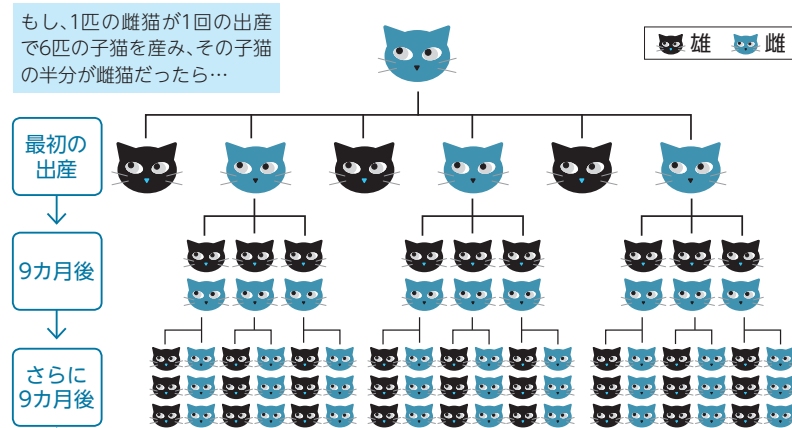 もし、1匹の雌猫が1回の出産
で6匹の子猫を産み、その子猫
の半分が雌猫だったら…
雄 雌
最初の
出産
9カ月後
さらに
9カ月後